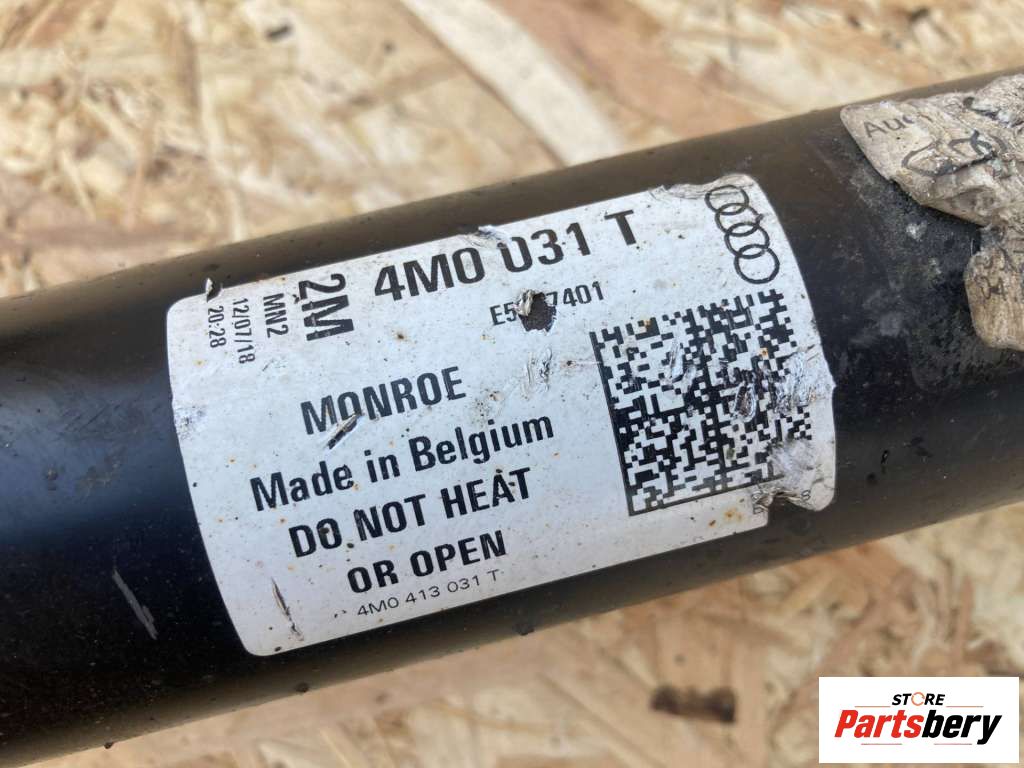 2M 4M0 031 T
MN2
12/07/18
20:28
MONROE
Made in Belgium
DO NOT HEAT
OR OPEN
4M0 413 031 T
STORE
Partsbery